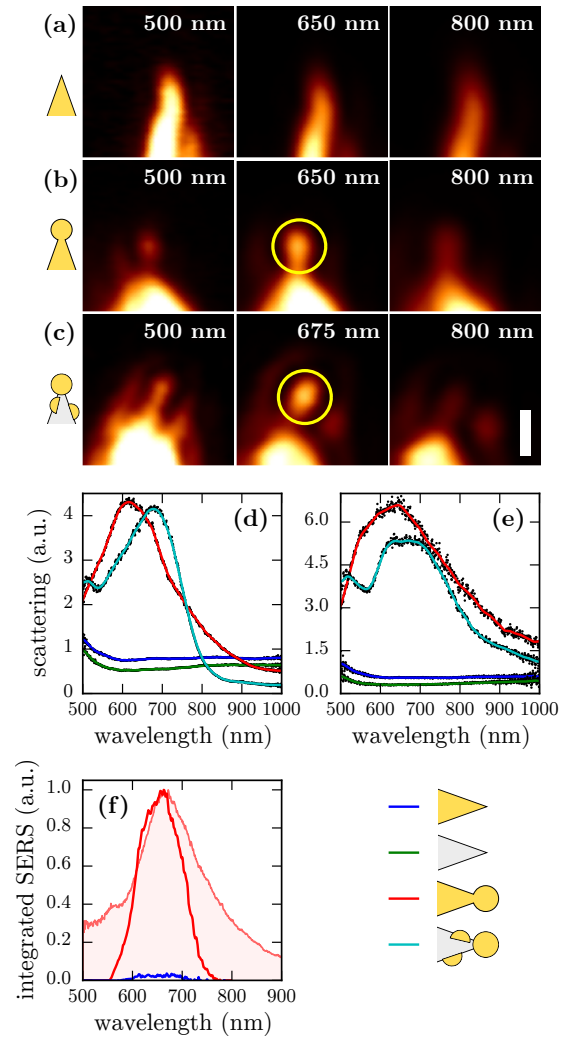 (a) 500 nm 650 nm 800 nm
(b) 500 nm 650 nm 800 nm
(c) 500 nm 675 nm 800 nm
scattering (a.u.)
4
3
2
1
0
(d)
500 600 700 800 900 1000
wavelength (nm)
6.0
4.5
3.0
1.5
0.0
(e)
500 600 700 800 900 1000
wavelength (nm)
integrated SERS (a.u.)
1.0
0.8
0.6
0.4
0.2
0.0
(f)
500 600 700 800 900
wavelength (nm)